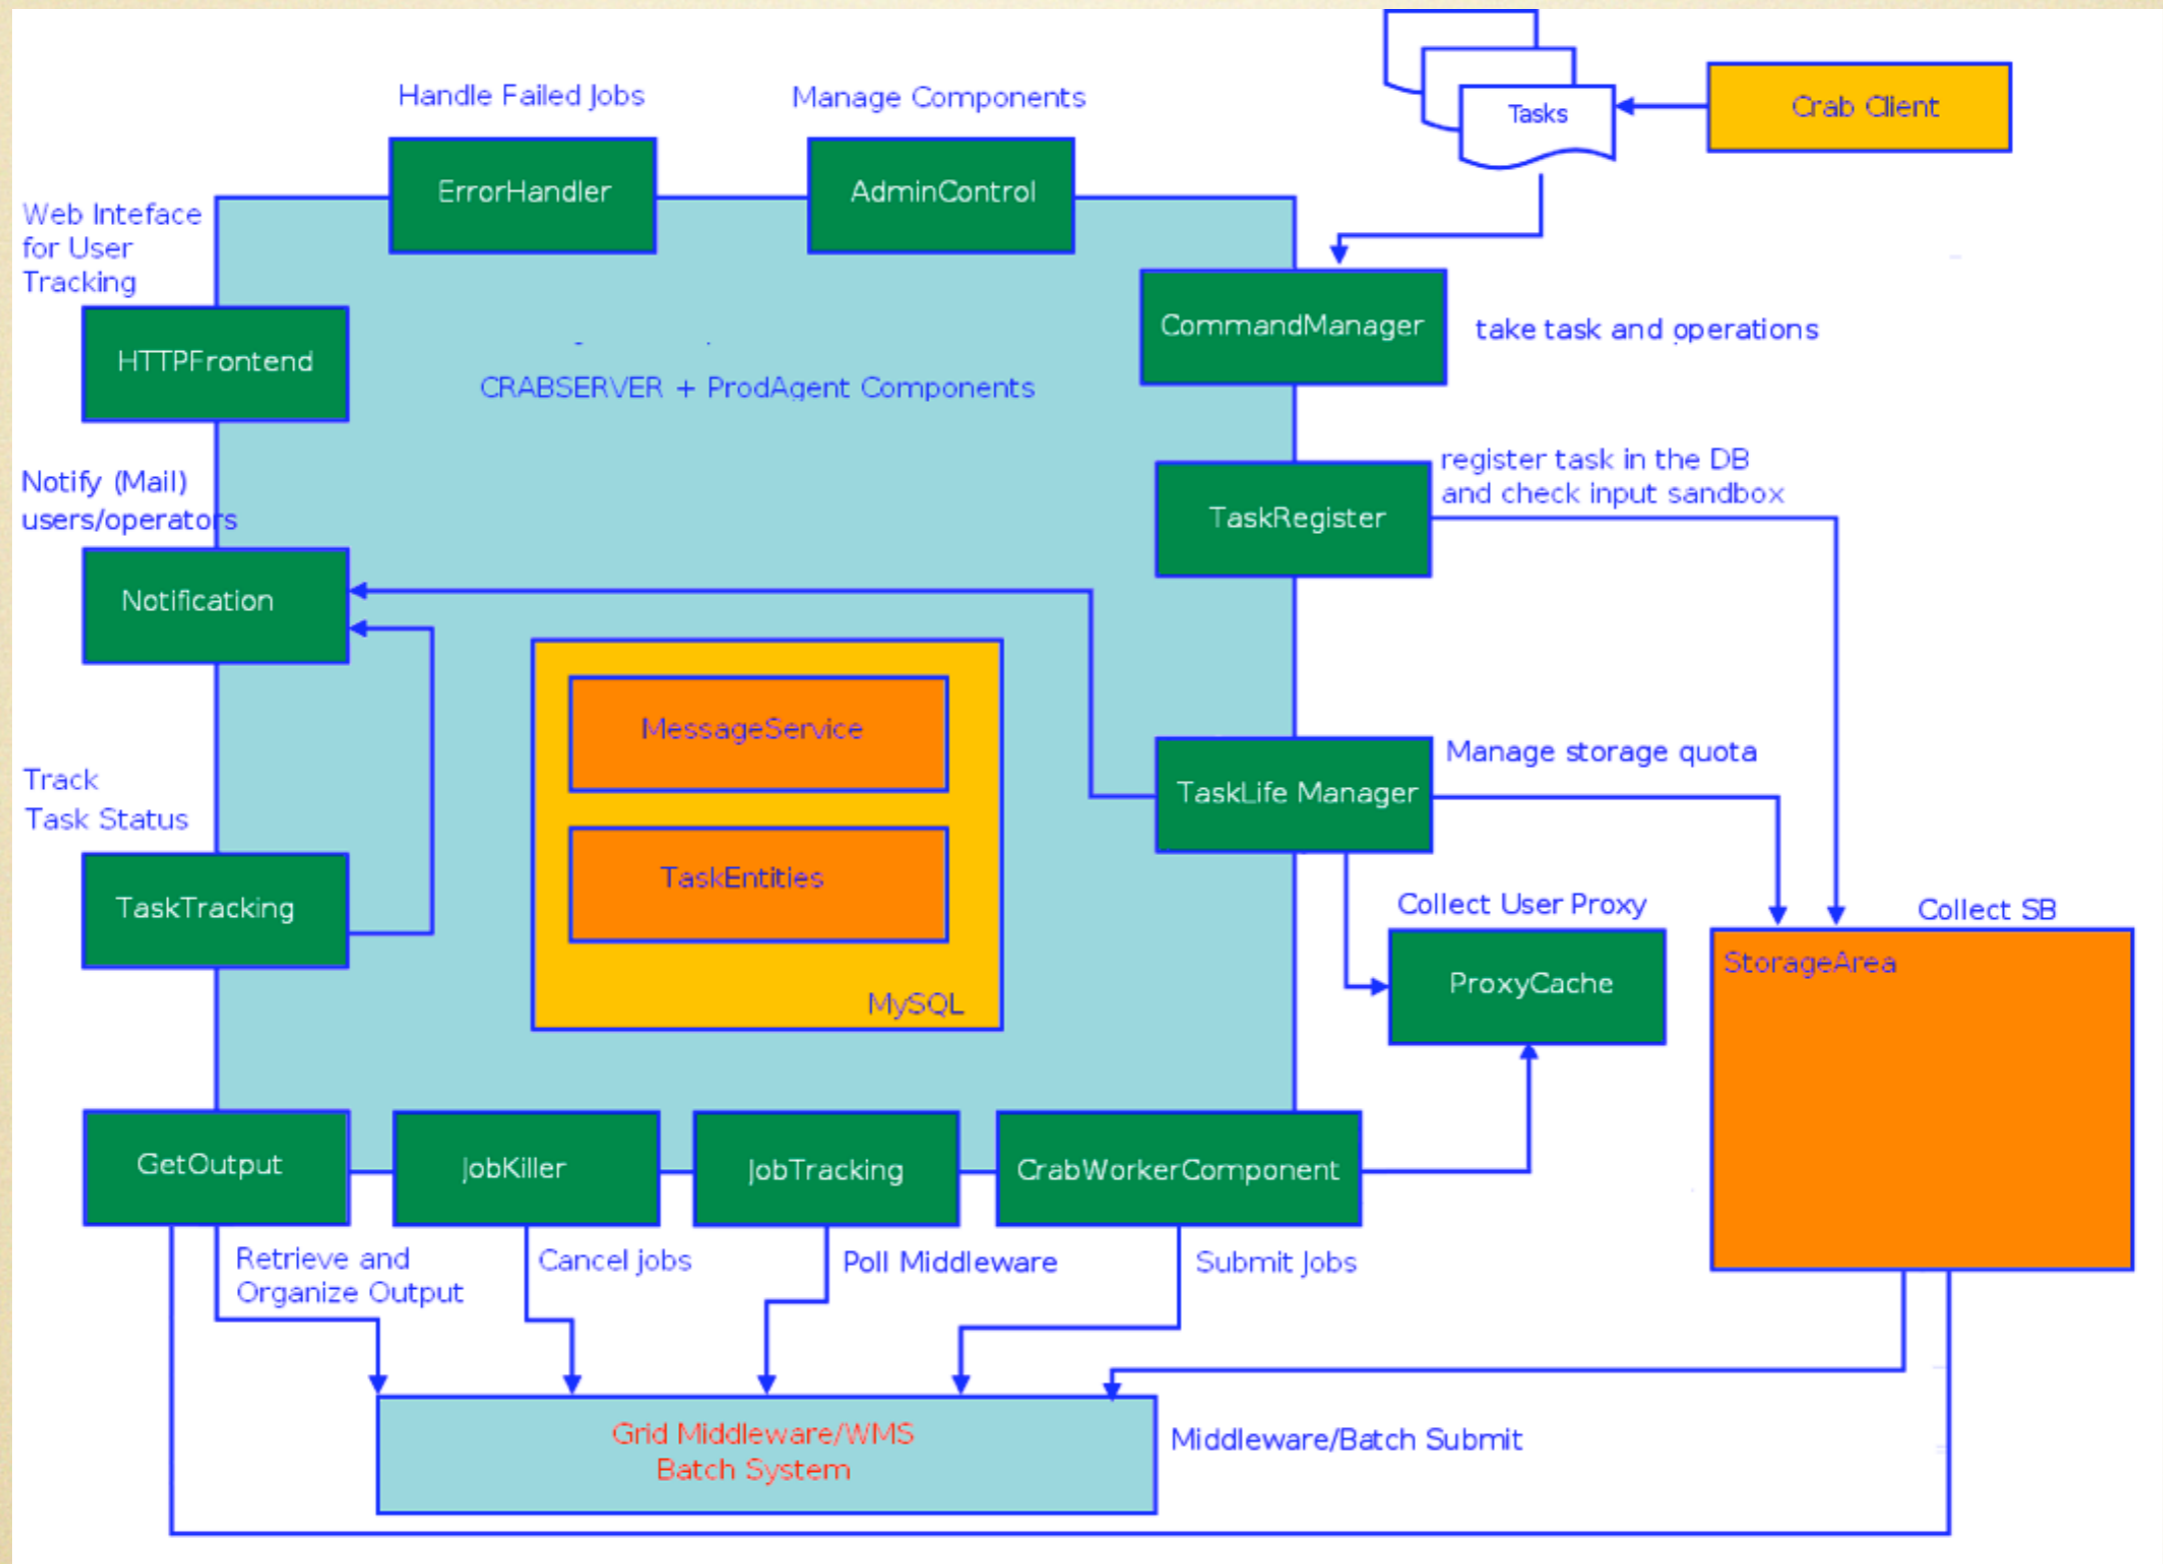 Tasks
Crab Client
Handle Failed Jobs
Manage Components
ErrorHandler
AdminControl
Web Inteface
for User
Tracking
HTTPFrontend
CommandManager
take task and operations
CRABSERVER + ProdAgent Components
register task in the DB
and check input sandbox
Notify (Mail)
users/operators
TaskRegister
Notification
MessageService
TaskEntities
MySQL
Manage storage quota
TaskLife Manager
Track
Task Status
TaskTracking
Collect User Proxy
Collect SB
ProxyCache
StorageArea
GetOutput
JobKiller
JobTracking
CrabWorkerComponent
Retrieve and
Organize Output
Cancel jobs
Poll Middleware
Submit Jobs
Grid Middleware/WMS
Batch System
Middleware/Batch Submit